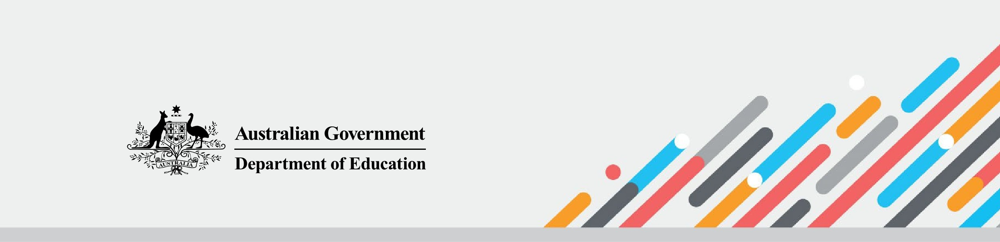 Australian Government
Department of Education
AUSTRALIA